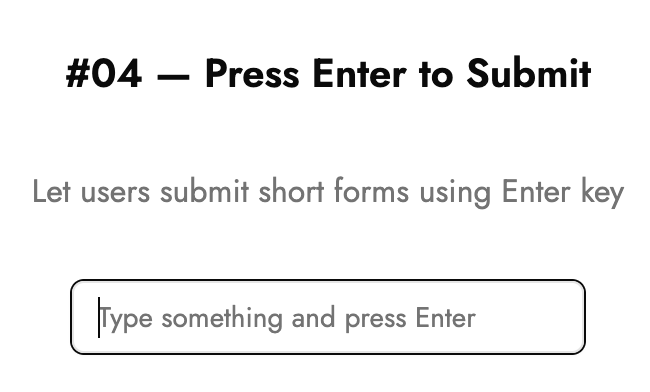 #04 — Press Enter to Submit
Let users submit short forms using Enter key
Type something and press Enter